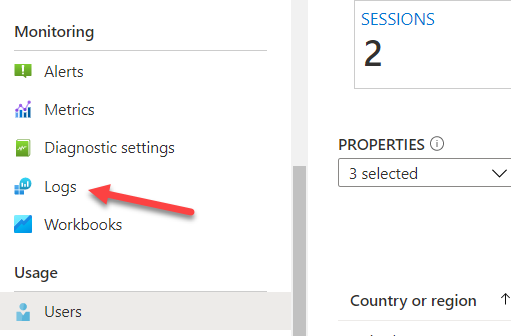 Monitoring
Alerts
Metrics
Diagnostic settings
Logs
Workbooks
Usage
Users
SESSIONS
2
PROPERTIES
3 selected
Country or region